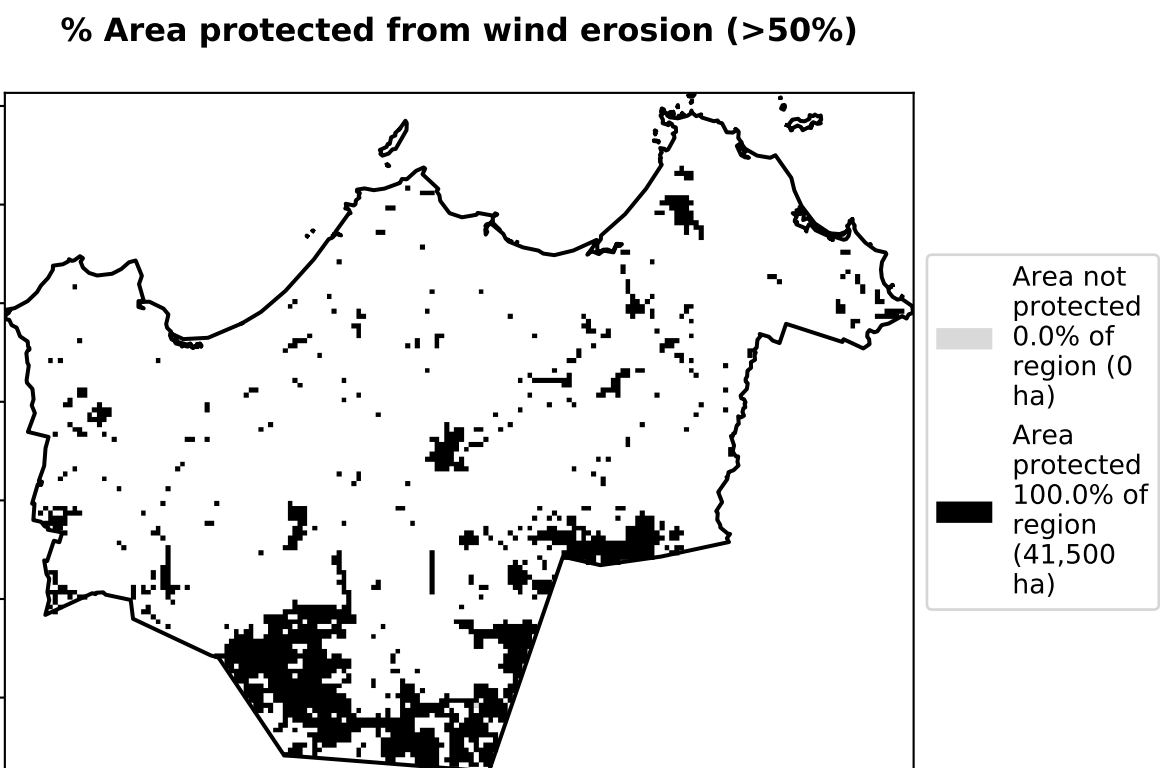 % Area protected from wind erosion (>50%)
Area not
protected
0.0% of
region (0
ha)
Area
protected
100.0% of
region
(41,500
ha)